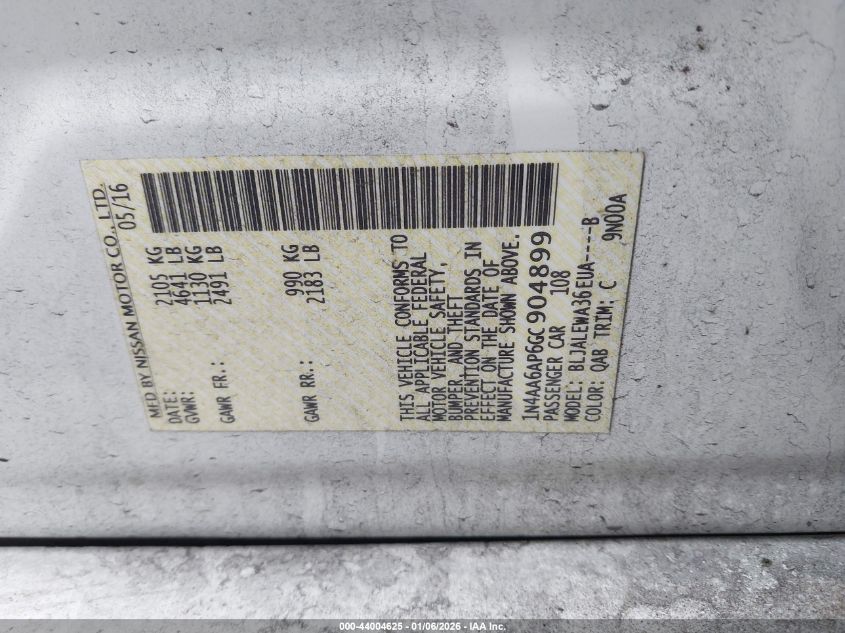 MFD BY NISSAN MOTOR CO., LTD.
DATE: 05/16
GVWR: 2105 KG
4641 LB
GAWR FR.: 1130 KG
2491 LB
GAWR RR.: 990 KG
2183 LB
THIS VEHICLE CONFORMS TO
ALL APPLICABLE FEDERAL
MOTOR VEHICLE SAFETY,
BUMPER, AND THEFT
PREVENTION STANDARDS IN
EFFECT ON THE DATE OF
MANUFACTURE SHOWN ABOVE.
1N4AA6AP6GC904899
PASSENGER CAR 108
MODEL: BLJALEWA36EUA----B
COLOR: QAB TRIM: C 9N00A
000-44004625 - 01/06/2026 - IAA Inc.